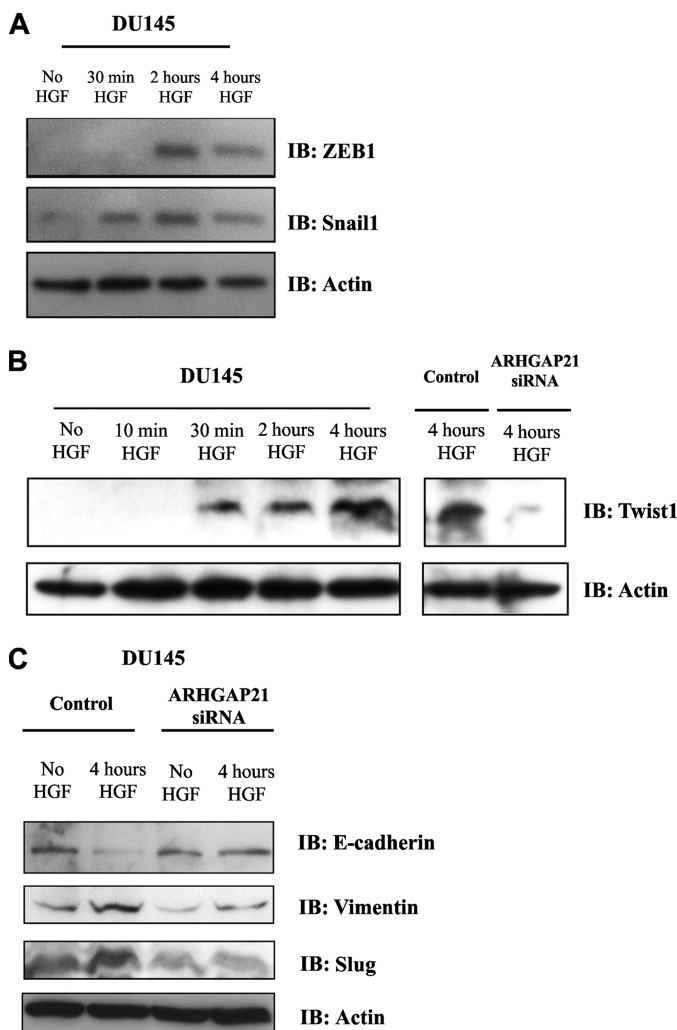 A
DU145
No HGF 30 min HGF 2 hours HGF 4 hours HGF
IB: ZEB1
IB: Snail1
IB: Actin
B
DU145
Control
ARHGAP21 siRNA
No HGF 10 min HGF 30 min HGF 2 hours HGF 4 hours HGF
4 hours HGF 4 hours HGF
IB: Twist1
IB: Actin
C
DU145
Control
ARHGAP21 siRNA
No HGF 4 hours HGF No HGF 4 hours HGF
IB: E-cadherin
IB: Vimentin
IB: Slug
IB: Actin